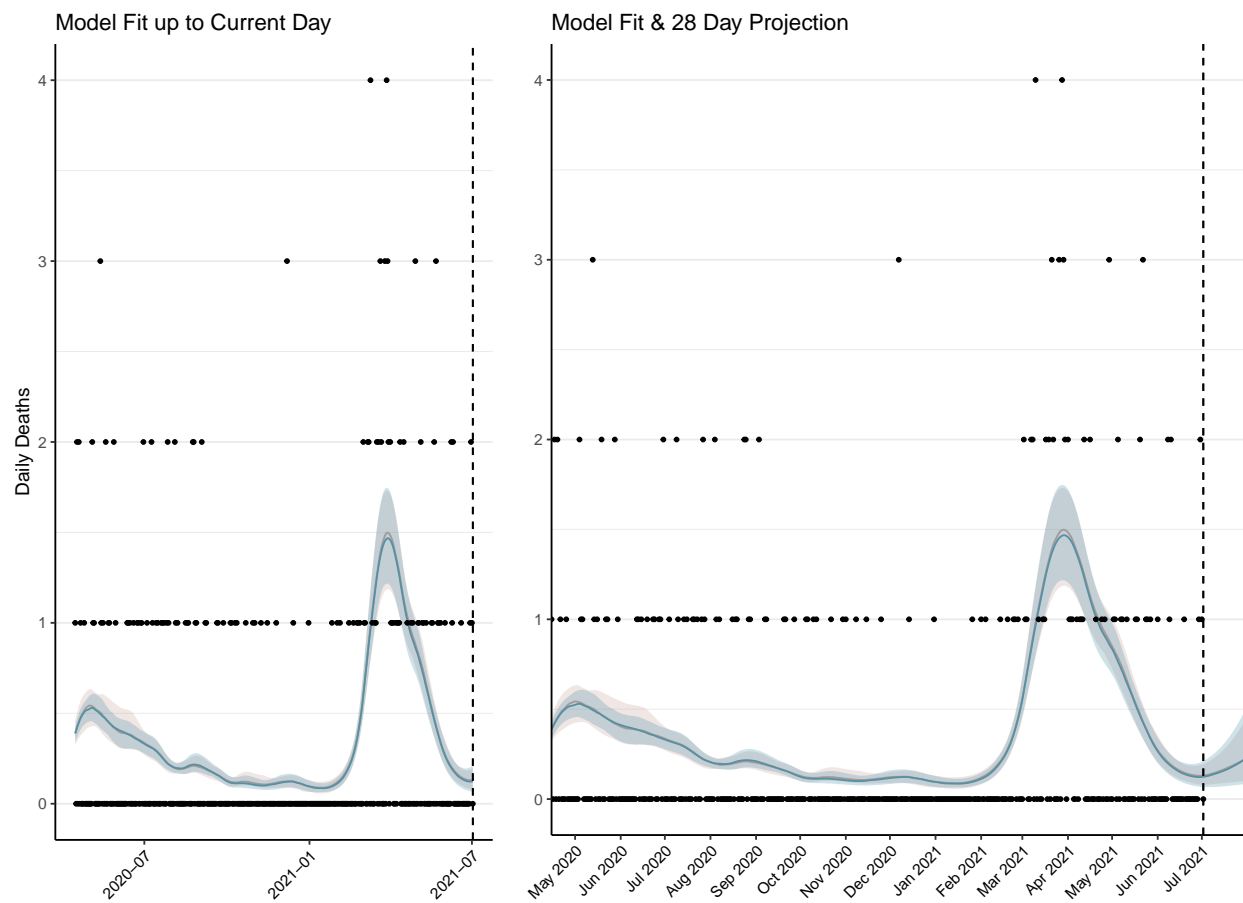 Model Fit up to Current Day
Daily Deaths
4
3
2
1
0
2020–07
2021–01
2021–07
Model Fit & 28 Day Projection
4
3
2
1
0
May 2020
Jun 2020
Jul 2020
Aug 2020
Sep 2020
Oct 2020
Nov 2020
Dec 2020
Jan 2021
Feb 2021
Mar 2021
Apr 2021
May 2021
Jun 2021
Jul 2021